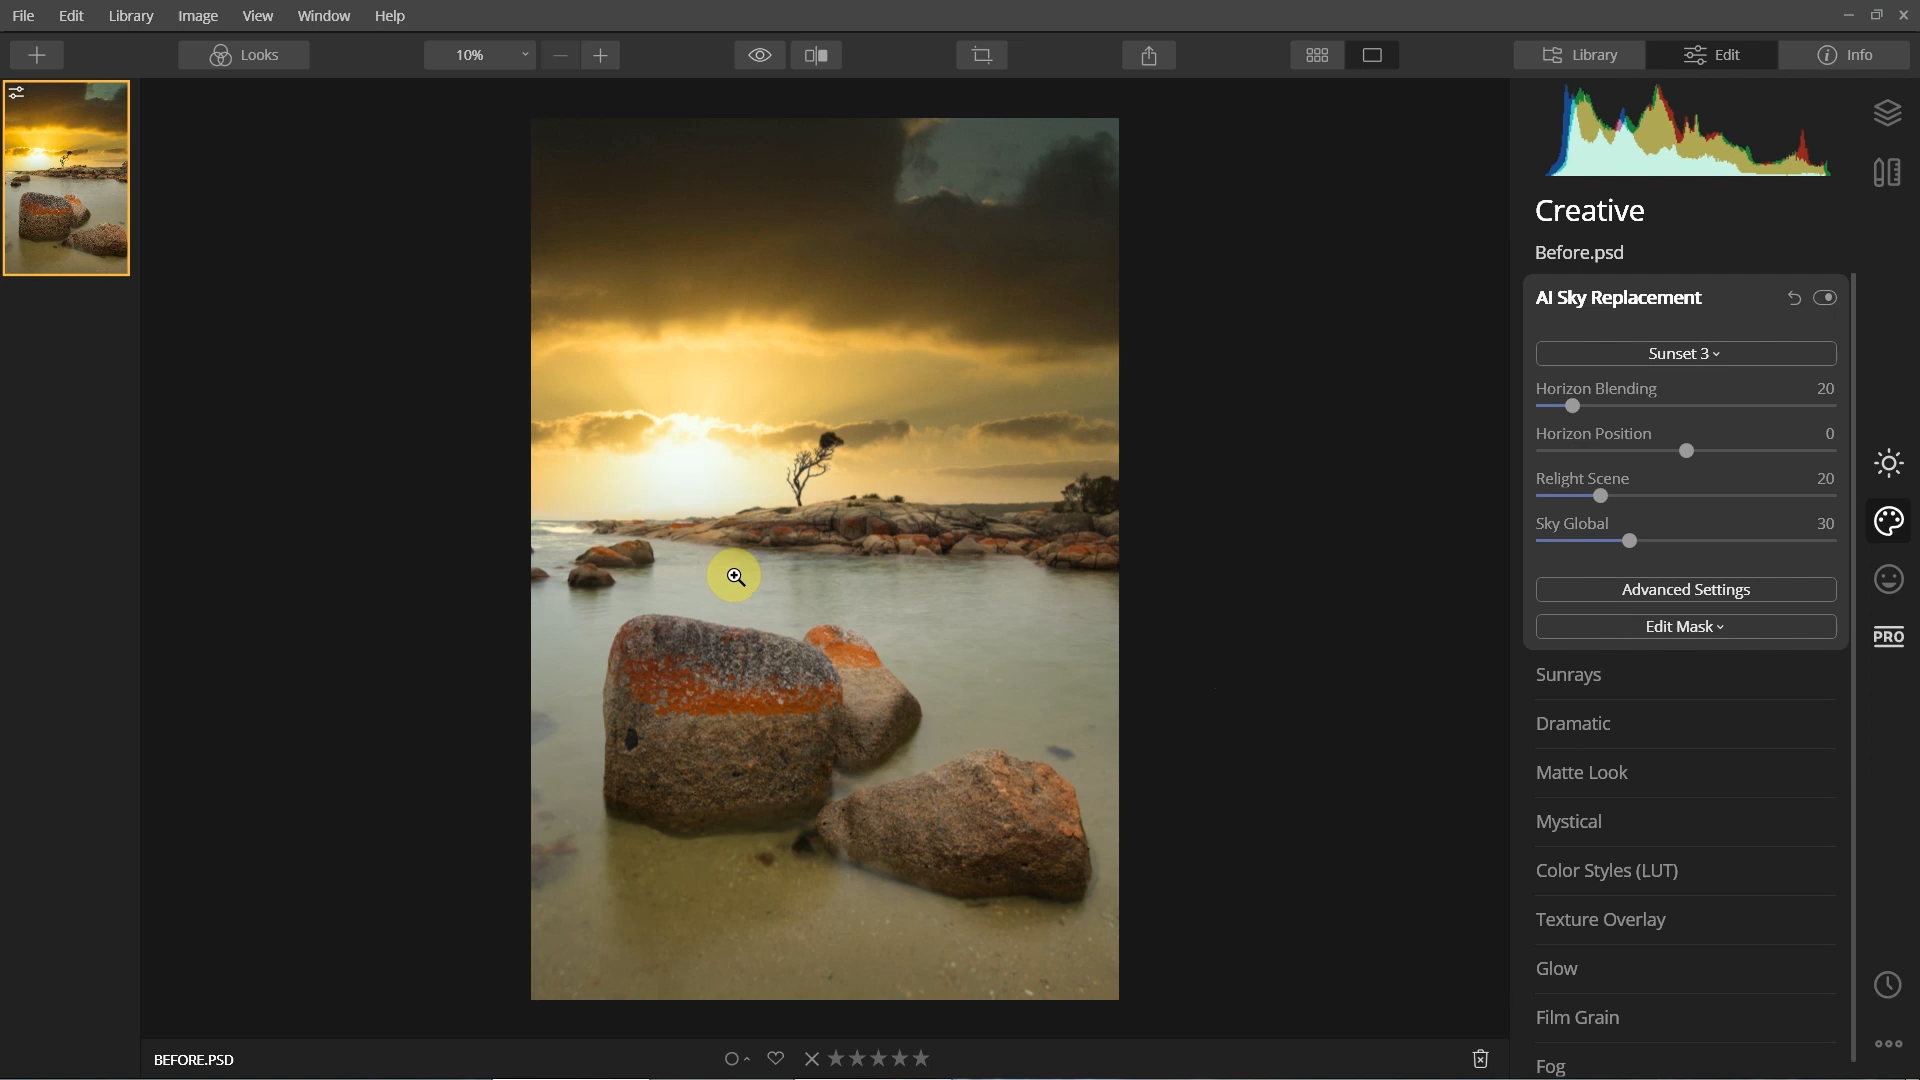 File Edit Library Image View Window Help
Looks 10% Library Edit Info
Creative
Before.psd
AI Sky Replacement
Sunset 3
Horizon Blending 20
Horizon Position 0
Relight Scene 20
Sky Global 30
Advanced Settings
Edit Mask
PRO
Sunrays
Dramatic
Matte Look
Mystical
Color Styles (LUT)
Texture Overlay
Glow
Film Grain
Fog
BEFORE.PSD